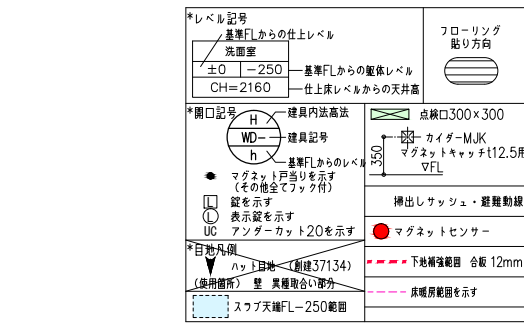 *レベル記号
基準FLからの仕上レベル
洗面室
±0 -250
基準FLからの躯体レベル
CH=2160
仕上床レベルからの天井高
フローリング
貼り方向
*開口記号
H
建具内法高法
WD-
建具記号
h
基準FLからのレベル
マグネット戸当りを示す
(その他全てフック付)
L 錠を示す
L 表示錠を示す
UC アンダーカット20を示す
点検口300×300
カイダーMJK
マグネットキャッチt12.5用
350
▽FL
掃出しサッシュ・避難動線
マグネットセンサー
*目地凡例
ハット目地 (創建37134)
(使用箇所) 壁 異種取合い部分
下地補強範囲 合板 12mm
床暖房範囲を示す
スラブ天端FL-250範囲